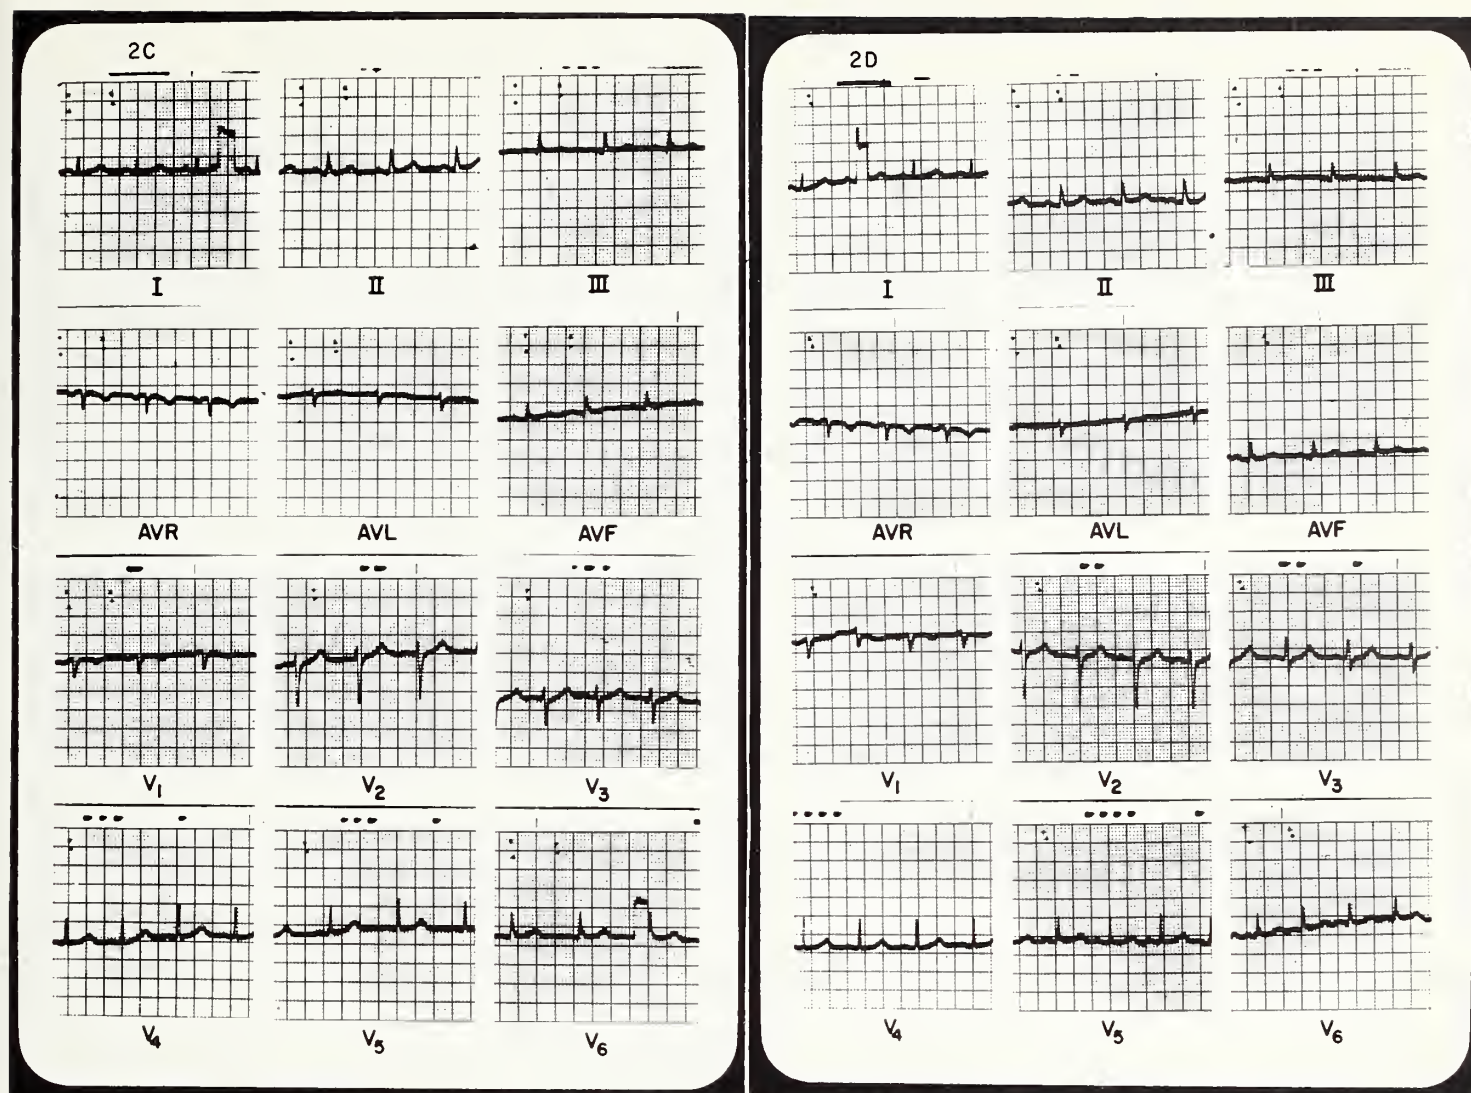 2C
I II III
AVR AVL AVF
V1 V2 V3
V4 V5 V6
2D
I II III
AVR AVL AVF
V1 V2 V3
V4 V5 V6